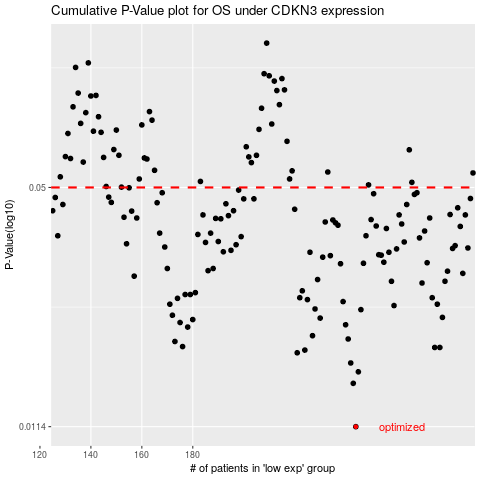 Cumulative P-Value plot for OS under CDKN3 expression
P-Value(log10)
0.05
0.0114
optimized
120 140 160 180
# of patients in 'low exp' group